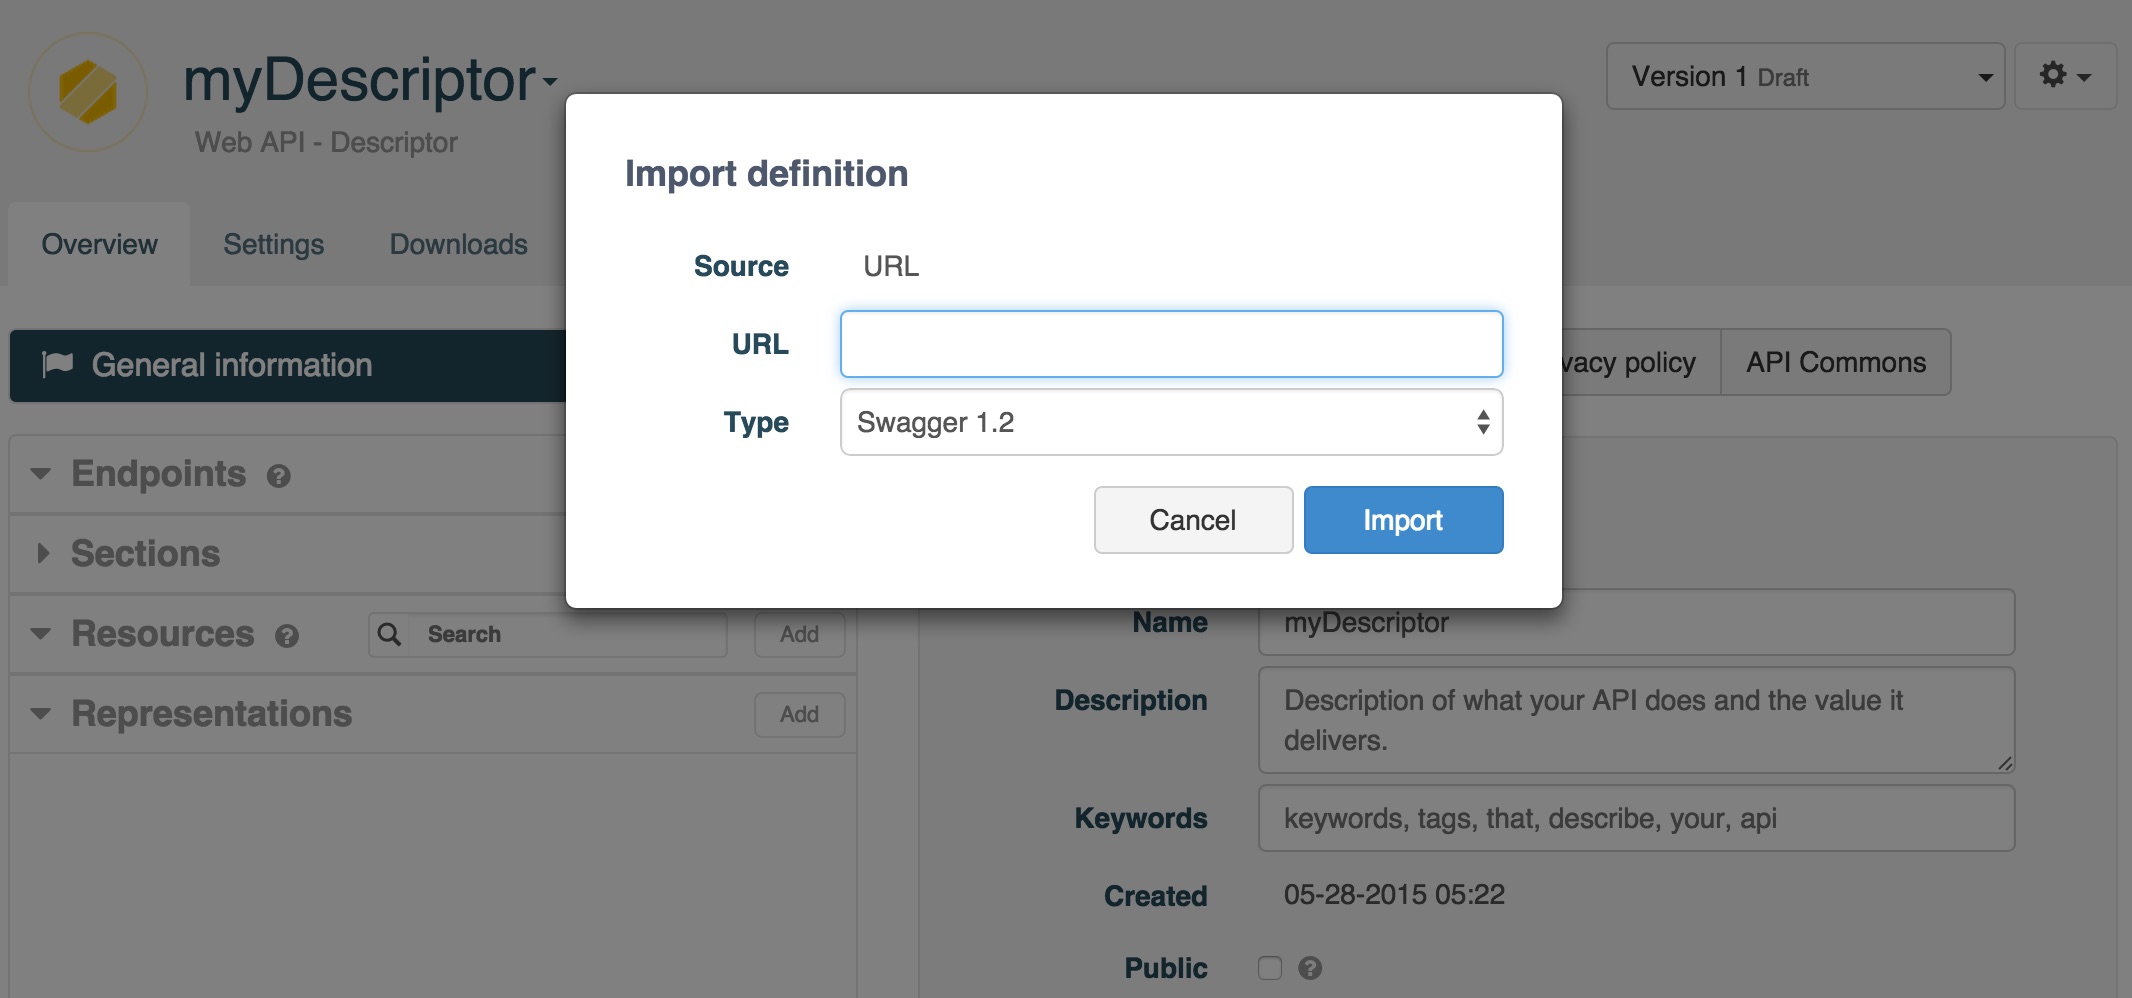 myDescriptor
Web API - Descriptor
Version 1 Draft
Overview
Settings
Downloads
Import definition
Source URL
URL
Type Swagger 1.2
Cancel
Import
General information
policy
API Commons
Endpoints ?
Sections
Resources ?
Search
Add
Representations
Add
Name myDescriptor
Description Description of what your API does and the value it
delivers.
Keywords keywords, tags, that, describe, your, api
Created 05-28-2015 05:22
Public ?